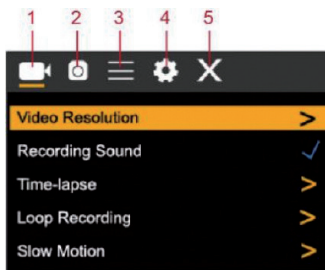 1 2 3 4 5
Video Resolution >
Recording Sound
Time-lapse >
Loop Recording >
Slow Motion >